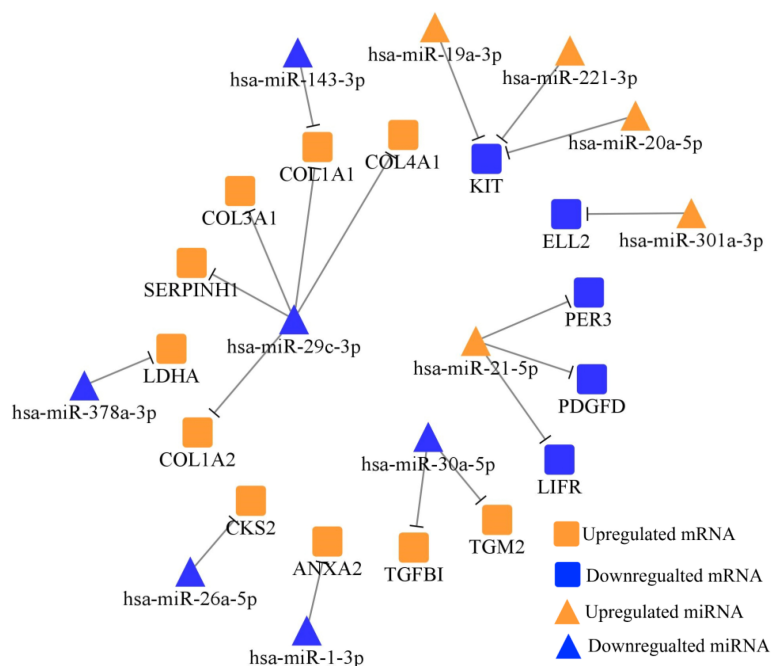 hsa-miR-19a-3p
hsa-miR-143-3p
hsa-miR-221-3p
hsa-miR-20a-5p
COL1A1
COL4A1
KIT
COL3A1
ELL2
hsa-miR-301a-3p
SERPINH1
PER3
hsa-miR-29c-3p
hsa-miR-21-5p
LDHA
PDGFD
hsa-miR-378a-3p
COL1A2
hsa-miR-30a-5p
LIFR
CKS2
TGM2
Upregulated mRNA
ANXA2
TGFBI
Downregualted mRNA
hsa-miR-26a-5p
Upregulated miRNA
Downregualted miRNA
hsa-miR-1-3p